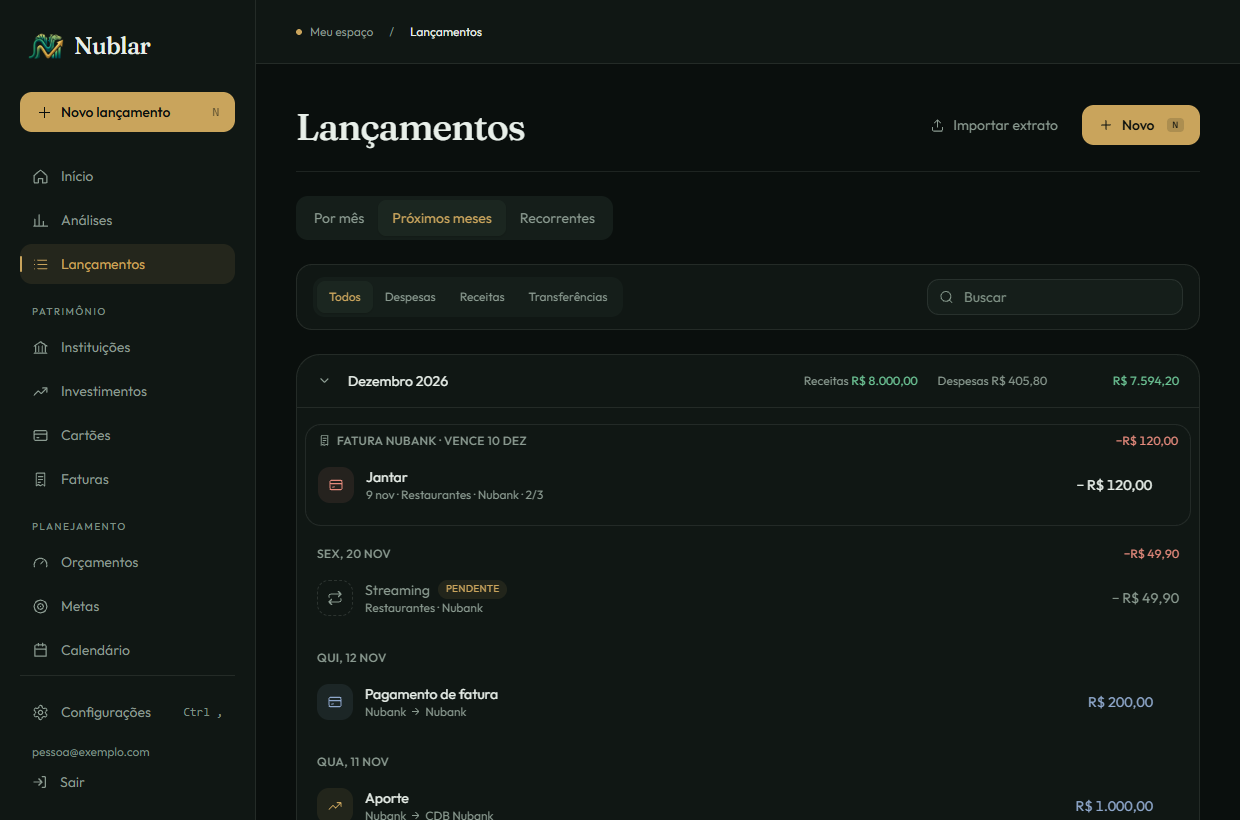 Nublar
Meu espaço / Lançamentos
Novo lançamento N
Início
Análises
Lançamentos
PATRIMÔNIO
Instituições
Investimentos
Cartões
Faturas
PLANEJAMENTO
Orçamentos
Metas
Calendário
Configurações Ctrl ,
pessoa@exemplo.com
Sair
Lançamentos
Importar extrato
Novo N
Por mês Próximos meses Recorrentes
Todos Despesas Receitas Transferências
Buscar
Dezembro 2026 Receitas R$ 8.000,00 Despesas R$ 405,80 R$ 7.594,20
FATURA NUBANK · VENCE 10 DEZ −R$ 120,00
Jantar
9 nov · Restaurantes · Nubank · 2/3
− R$ 120,00
SEX, 20 NOV −R$ 49,90
Streaming PENDENTE
Restaurantes · Nubank
− R$ 49,90
QUI, 12 NOV
Pagamento de fatura
Nubank → Nubank
R$ 200,00
QUA, 11 NOV
Aporte
Nubank → CDB Nubank
R$ 1.000,00